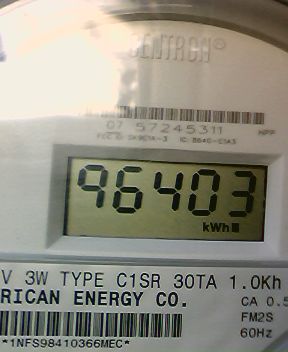 CENTRON®
07 57245311
96403
kWh
V 3W TYPE C1SR 30TA 1.0Kh
RICAN ENERGY CO.
CA 0.5
FM2S
60Hz
*1NFS98410366MEC*